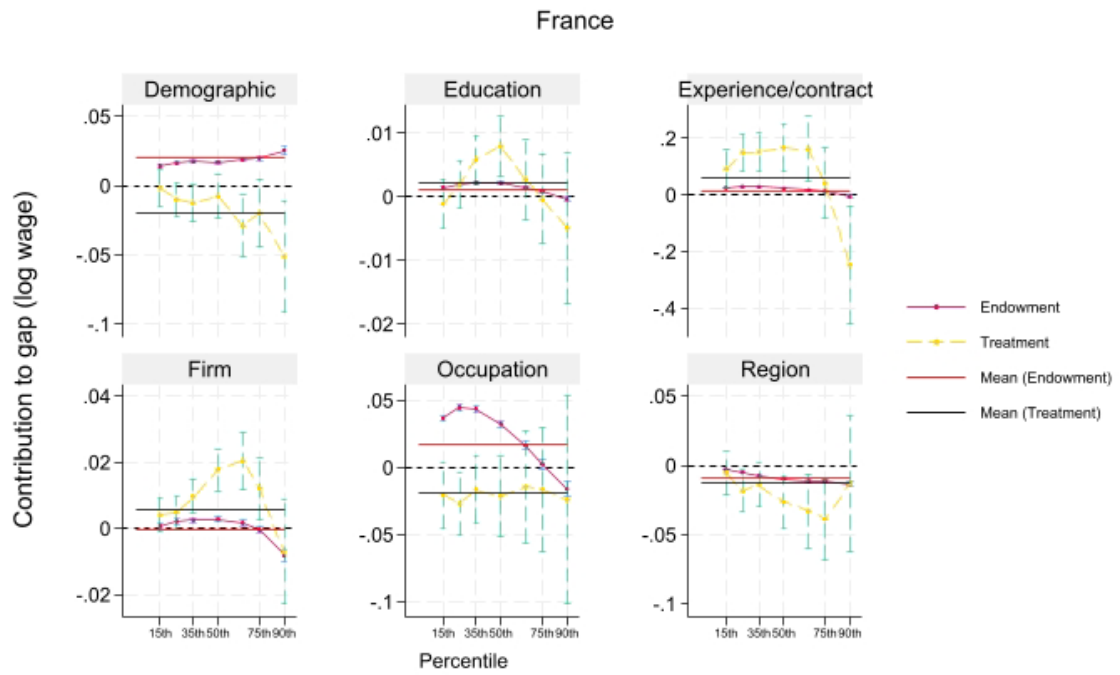 France
Demographic
Education
Experience/contract
.05
0
-.05
-.1
.01
0
-.01
-.02
.2
0
-.2
-.4
Contribution to gap (log wage)
Endowment
Treatment
Mean (Endowment)
Mean (Treatment)
Firm
Occupation
Region
.04
.02
0
-.02
.05
0
-.05
-.1
.05
0
-.05
-.1
15th 35th 50th 75th 90th
15th 35th 50th 75th 90th
15th 35th 50th 75th 90th
Percentile